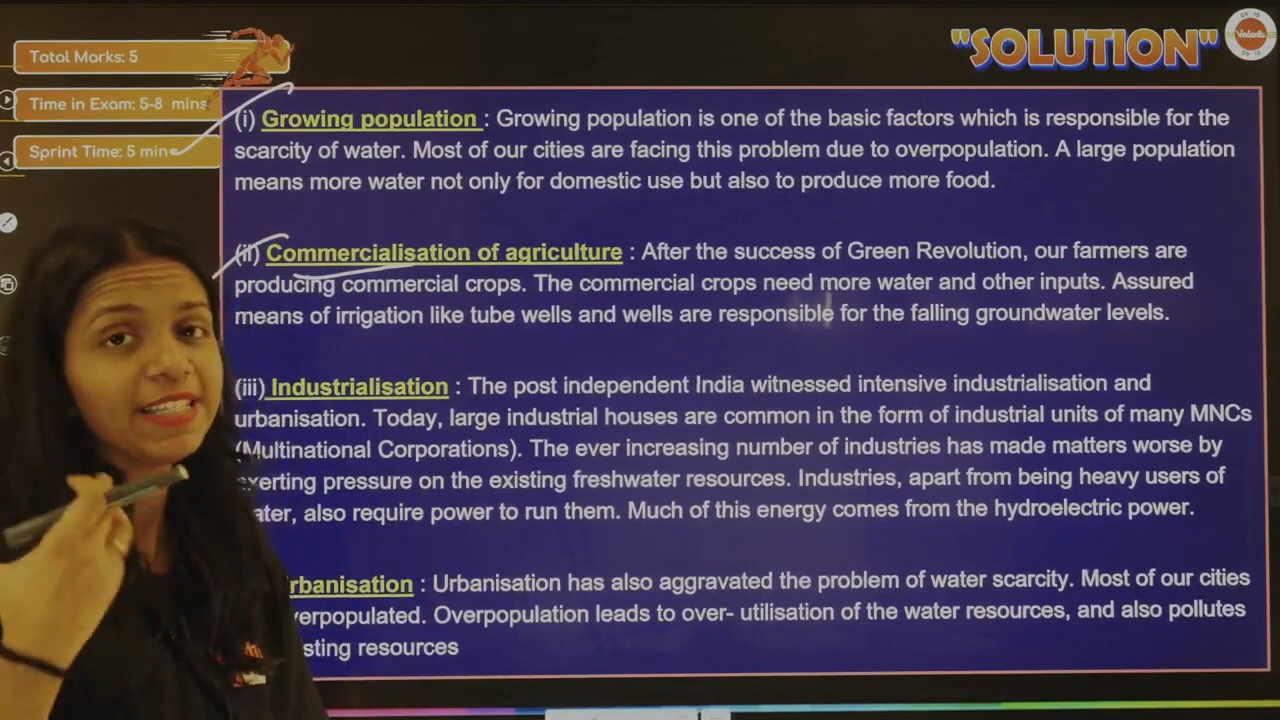 Total Marks: 5
Time in Exam: 5-8 mins
Sprint Time: 5 min
"SOLUTION"
Vedantu
(i) Growing population : Growing population is one of the basic factors which is responsible for the
scarcity of water. Most of our cities are facing this problem due to overpopulation. A large population
means more water not only for domestic use but also to produce more food.
(ii) Commercialisation of agriculture : After the success of Green Revolution, our farmers are
producing commercial crops. The commercial crops need more water and other inputs. Assured
means of irrigation like tube wells and wells are responsible for the falling groundwater levels.
(iii) Industrialisation : The post independent India witnessed intensive industrialisation and
urbanisation. Today, large industrial houses are common in the form of industrial units of many MNCs
(Multinational Corporations). The ever increasing number of industries has made matters worse by
exerting pressure on the existing freshwater resources. Industries, apart from being heavy users of
water, also require power to run them. Much of this energy comes from the hydroelectric power.
rbanisation : Urbanisation has also aggravated the problem of water scarcity. Most of our cities
verpopulated. Overpopulation leads to over- utilisation of the water resources, and also pollutes
sting resources